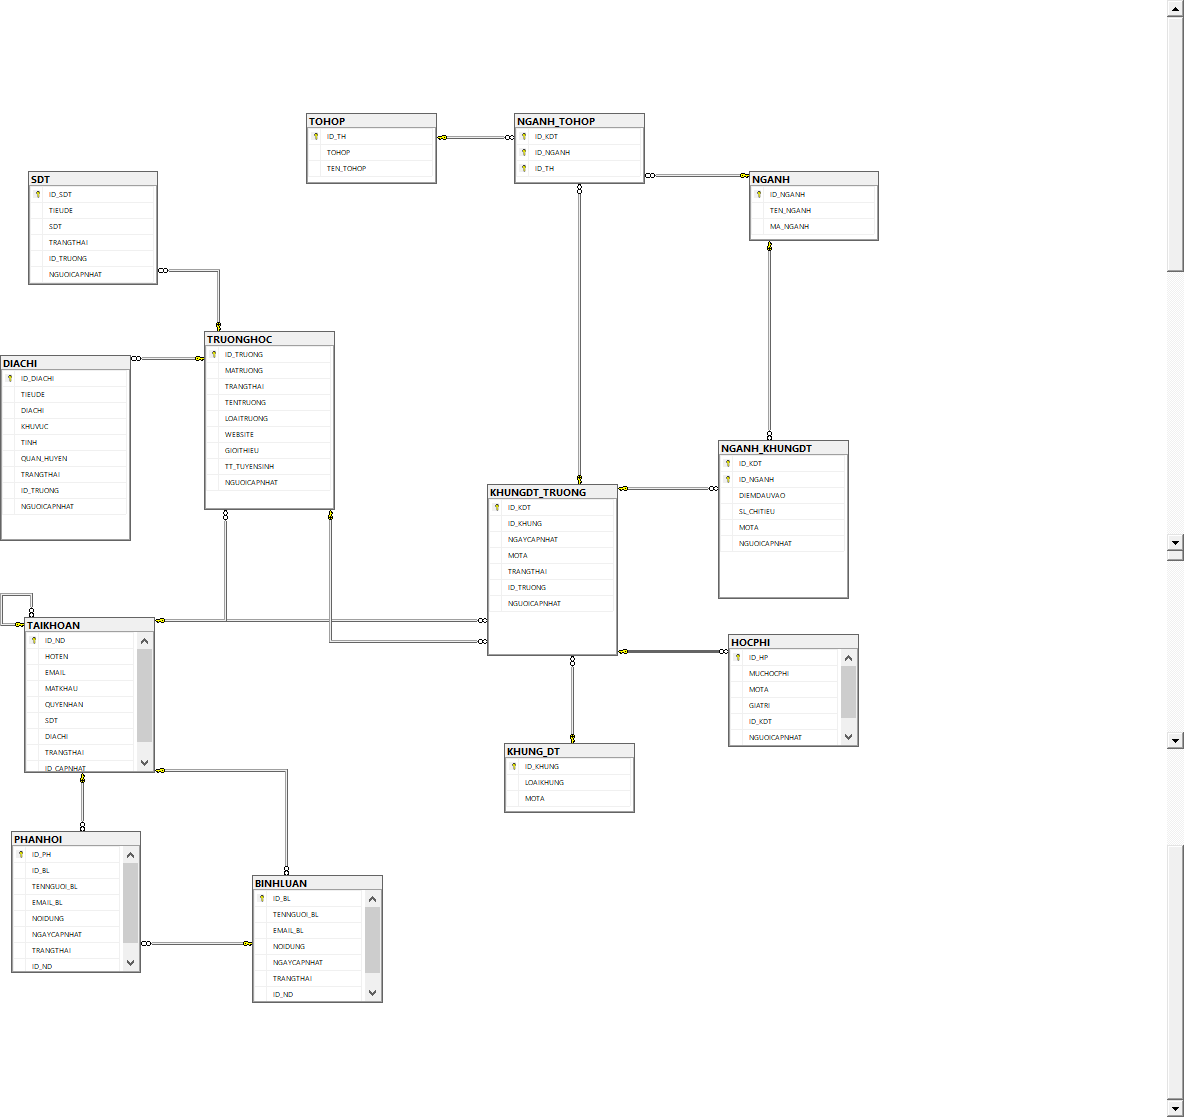 TOHOP
ID_TH
TOHOP
TEN_TOHOP
NGANH_TOHOP
ID_KDT
ID_NGANH
ID_TH
SDT
ID_SDT
TIEUDE
SDT
TRANGTHAI
ID_TRUONG
NGUOICAPNHAT
NGANH
ID_NGANH
TEN_NGANH
MA_NGANH
TRUONGHOC
ID_TRUONG
MATRUONG
TRANGTHAI
TENTRUONG
LOAITRUONG
WEBSITE
GIOITHIEU
TT_TUYENSINH
NGUOICAPNHAT
DIACHI
ID_DIACHI
TIEUDE
DIACHI
KHUVUC
TINH
QUAN_HUYEN
TRANGTHAI
ID_TRUONG
NGUOICAPNHAT
NGANH_KHUNGDT
ID_KDT
ID_NGANH
DIEMDAUVAO
SL_CHITIEU
MOTA
NGUOICAPNHAT
KHUNGDT_TRUONG
ID_KDT
ID_KHUNG
NGAYCAPNHAT
MOTA
TRANGTHAI
ID_TRUONG
NGUOICAPNHAT
TAIKHOAN
ID_ND
HOTEN
EMAIL
MATKHAU
QUYENHAN
SDT
DIACHI
TRANGTHAI
ID_CAPNHAT
HOCPHI
ID_HP
MUCHOCPHI
MOTA
GIATRI
ID_KDT
NGUOICAPNHAT
KHUNG_DT
ID_KHUNG
LOAIKHUNG
MOTA
PHANHOI
ID_PH
ID_BL
TENNGUOI_BL
EMAIL_BL
NOIDUNG
NGAYCAPNHAT
TRANGTHAI
ID_ND
BINHLUAN
ID_BL
TENNGUOI_BL
EMAIL_BL
NOIDUNG
NGAYCAPNHAT
TRANGTHAI
ID_ND